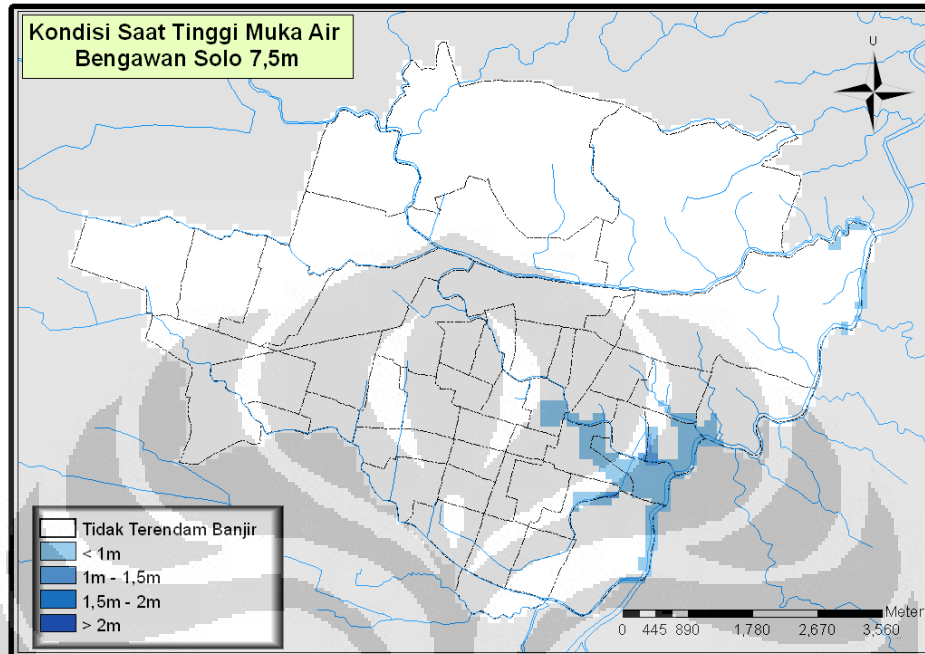 Kondisi Saat Tinggi Muka Air
Bengawan Solo 7,5m
U
Tidak Terendam Banjir
< 1m
1m - 1,5m
1,5m - 2m
> 2m
Meter
0 445 890 1,780 2,670 3,560